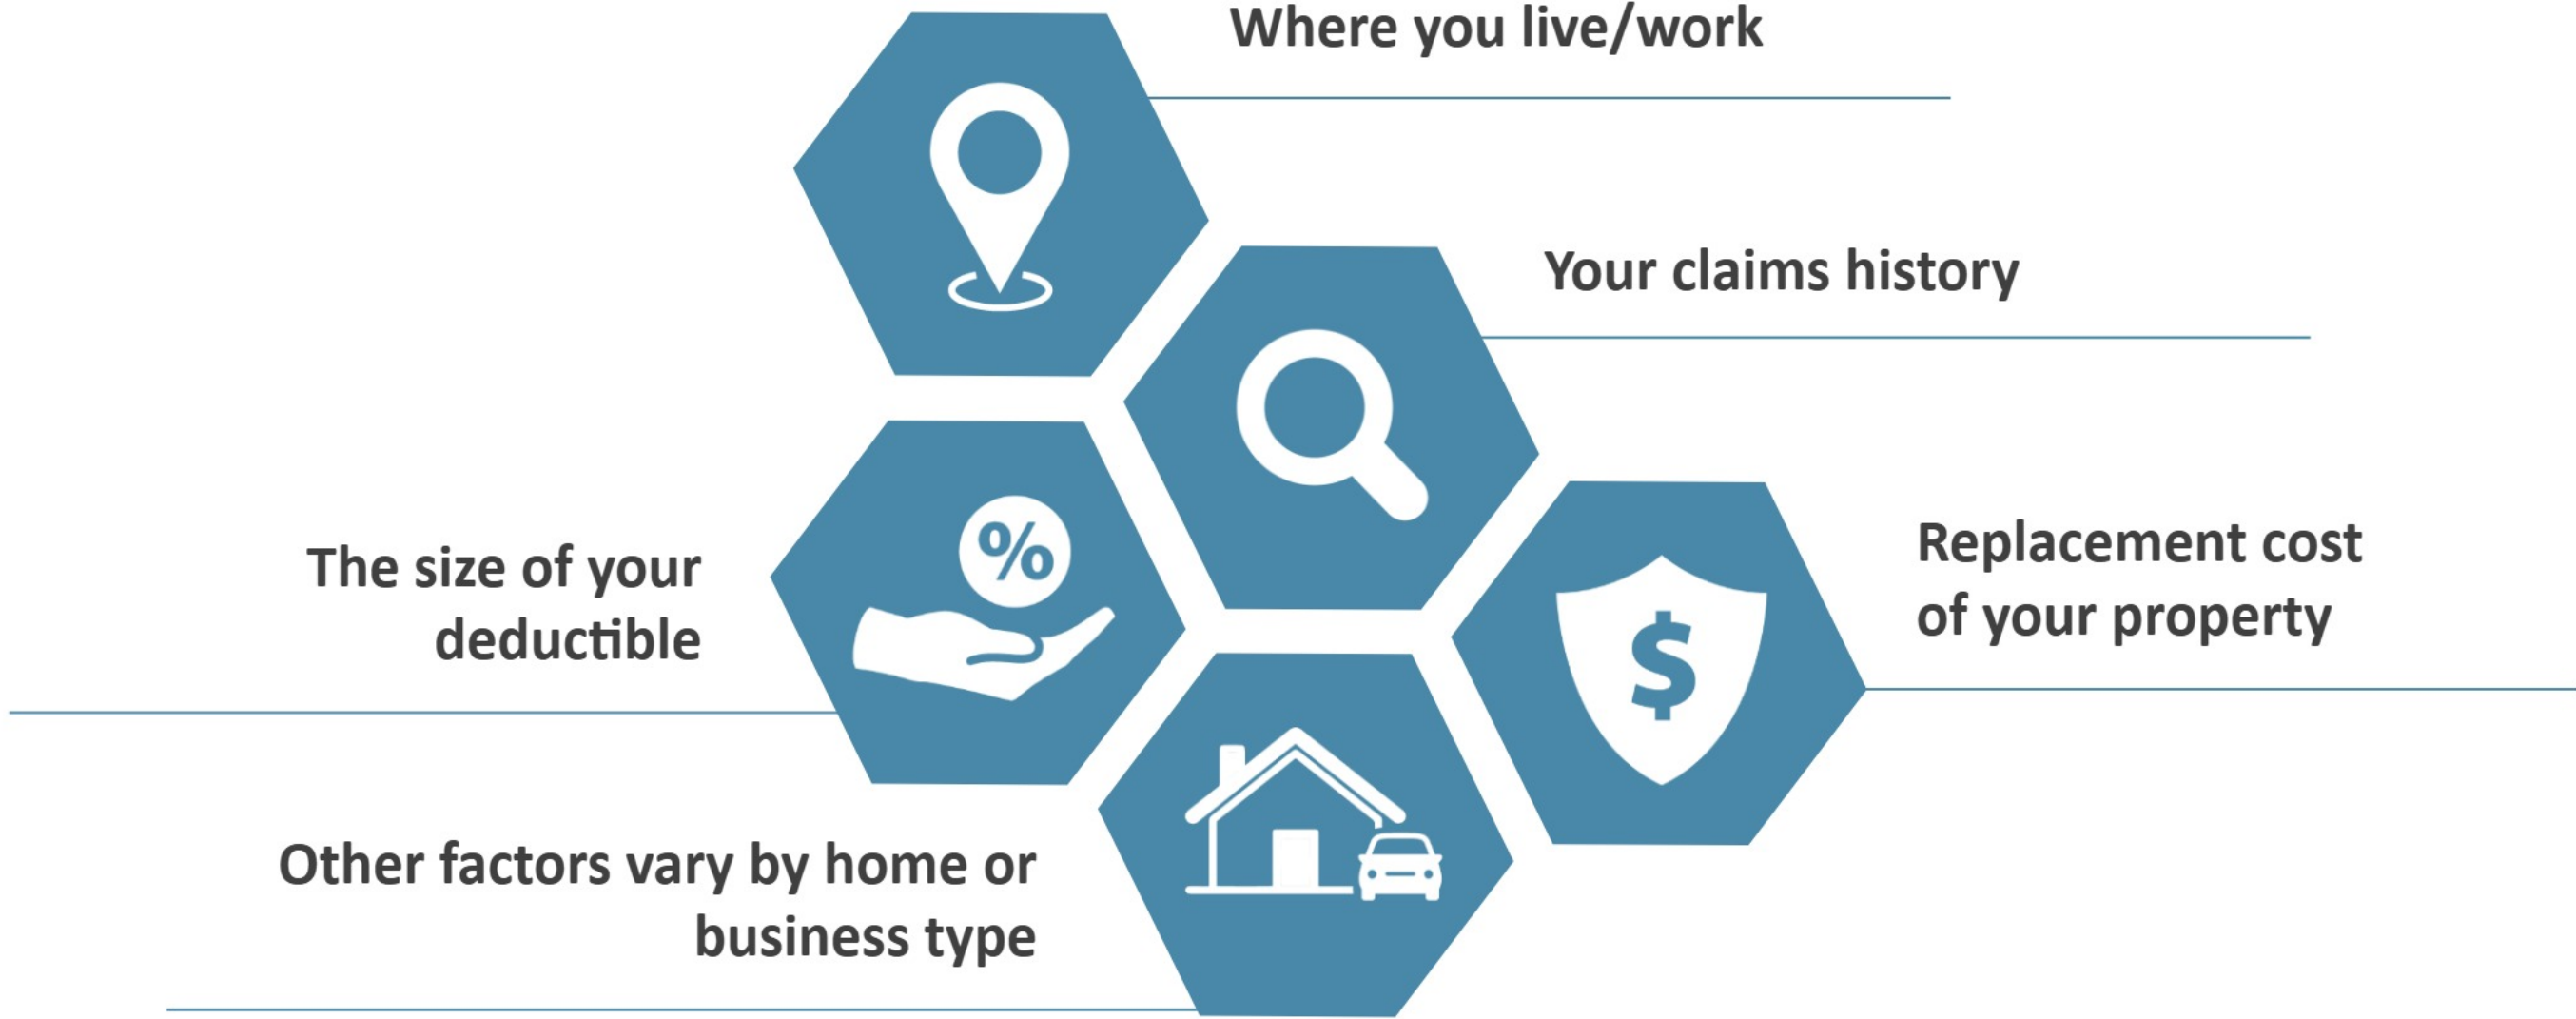 Where you live/work
Your claims history
The size of your
deductible
%
Replacement cost
of your property
$
Other factors vary by home or
business type